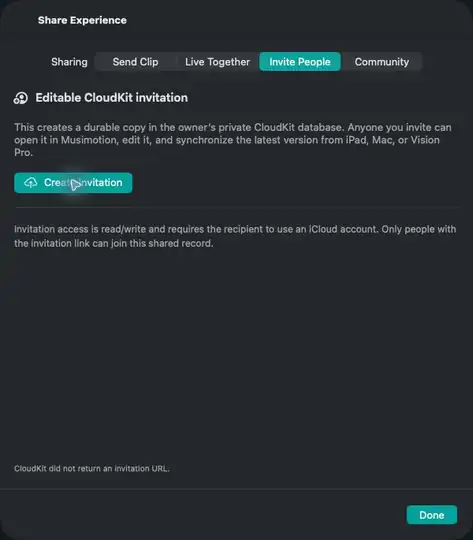 Share Experience
Sharing Send Clip Live Together Invite People Community
Editable CloudKit invitation
This creates a durable copy in the owner's private CloudKit database. Anyone you invite can
open it in Musimotion, edit it, and synchronize the latest version from iPad, Mac, or Vision
Pro.
Create Invitation
Invitation access is read/write and requires the recipient to use an iCloud account. Only people with
the invitation link can join this shared record.
CloudKit did not return an invitation URL.
Done